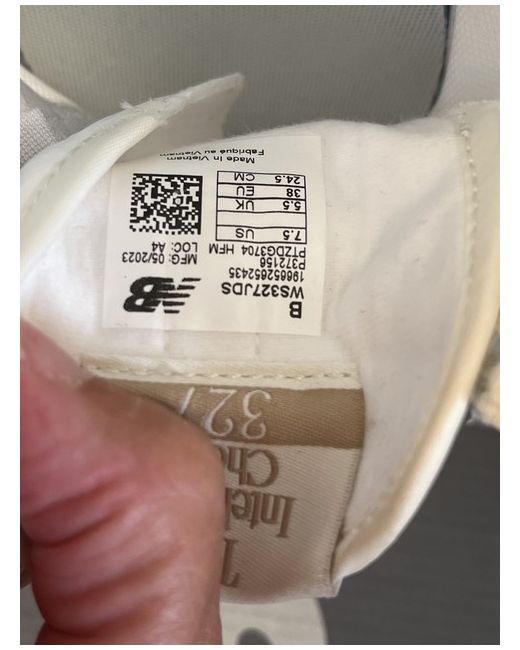 B
WS327JDS
196652652435
P372156
PTZDG3704 HFM
MFG: 05/2023
LOC: A4
US 7.5
UK 5.5
EU 38
CM 24.5
Made in Vietnam
Fabriqué au Vietnam
327